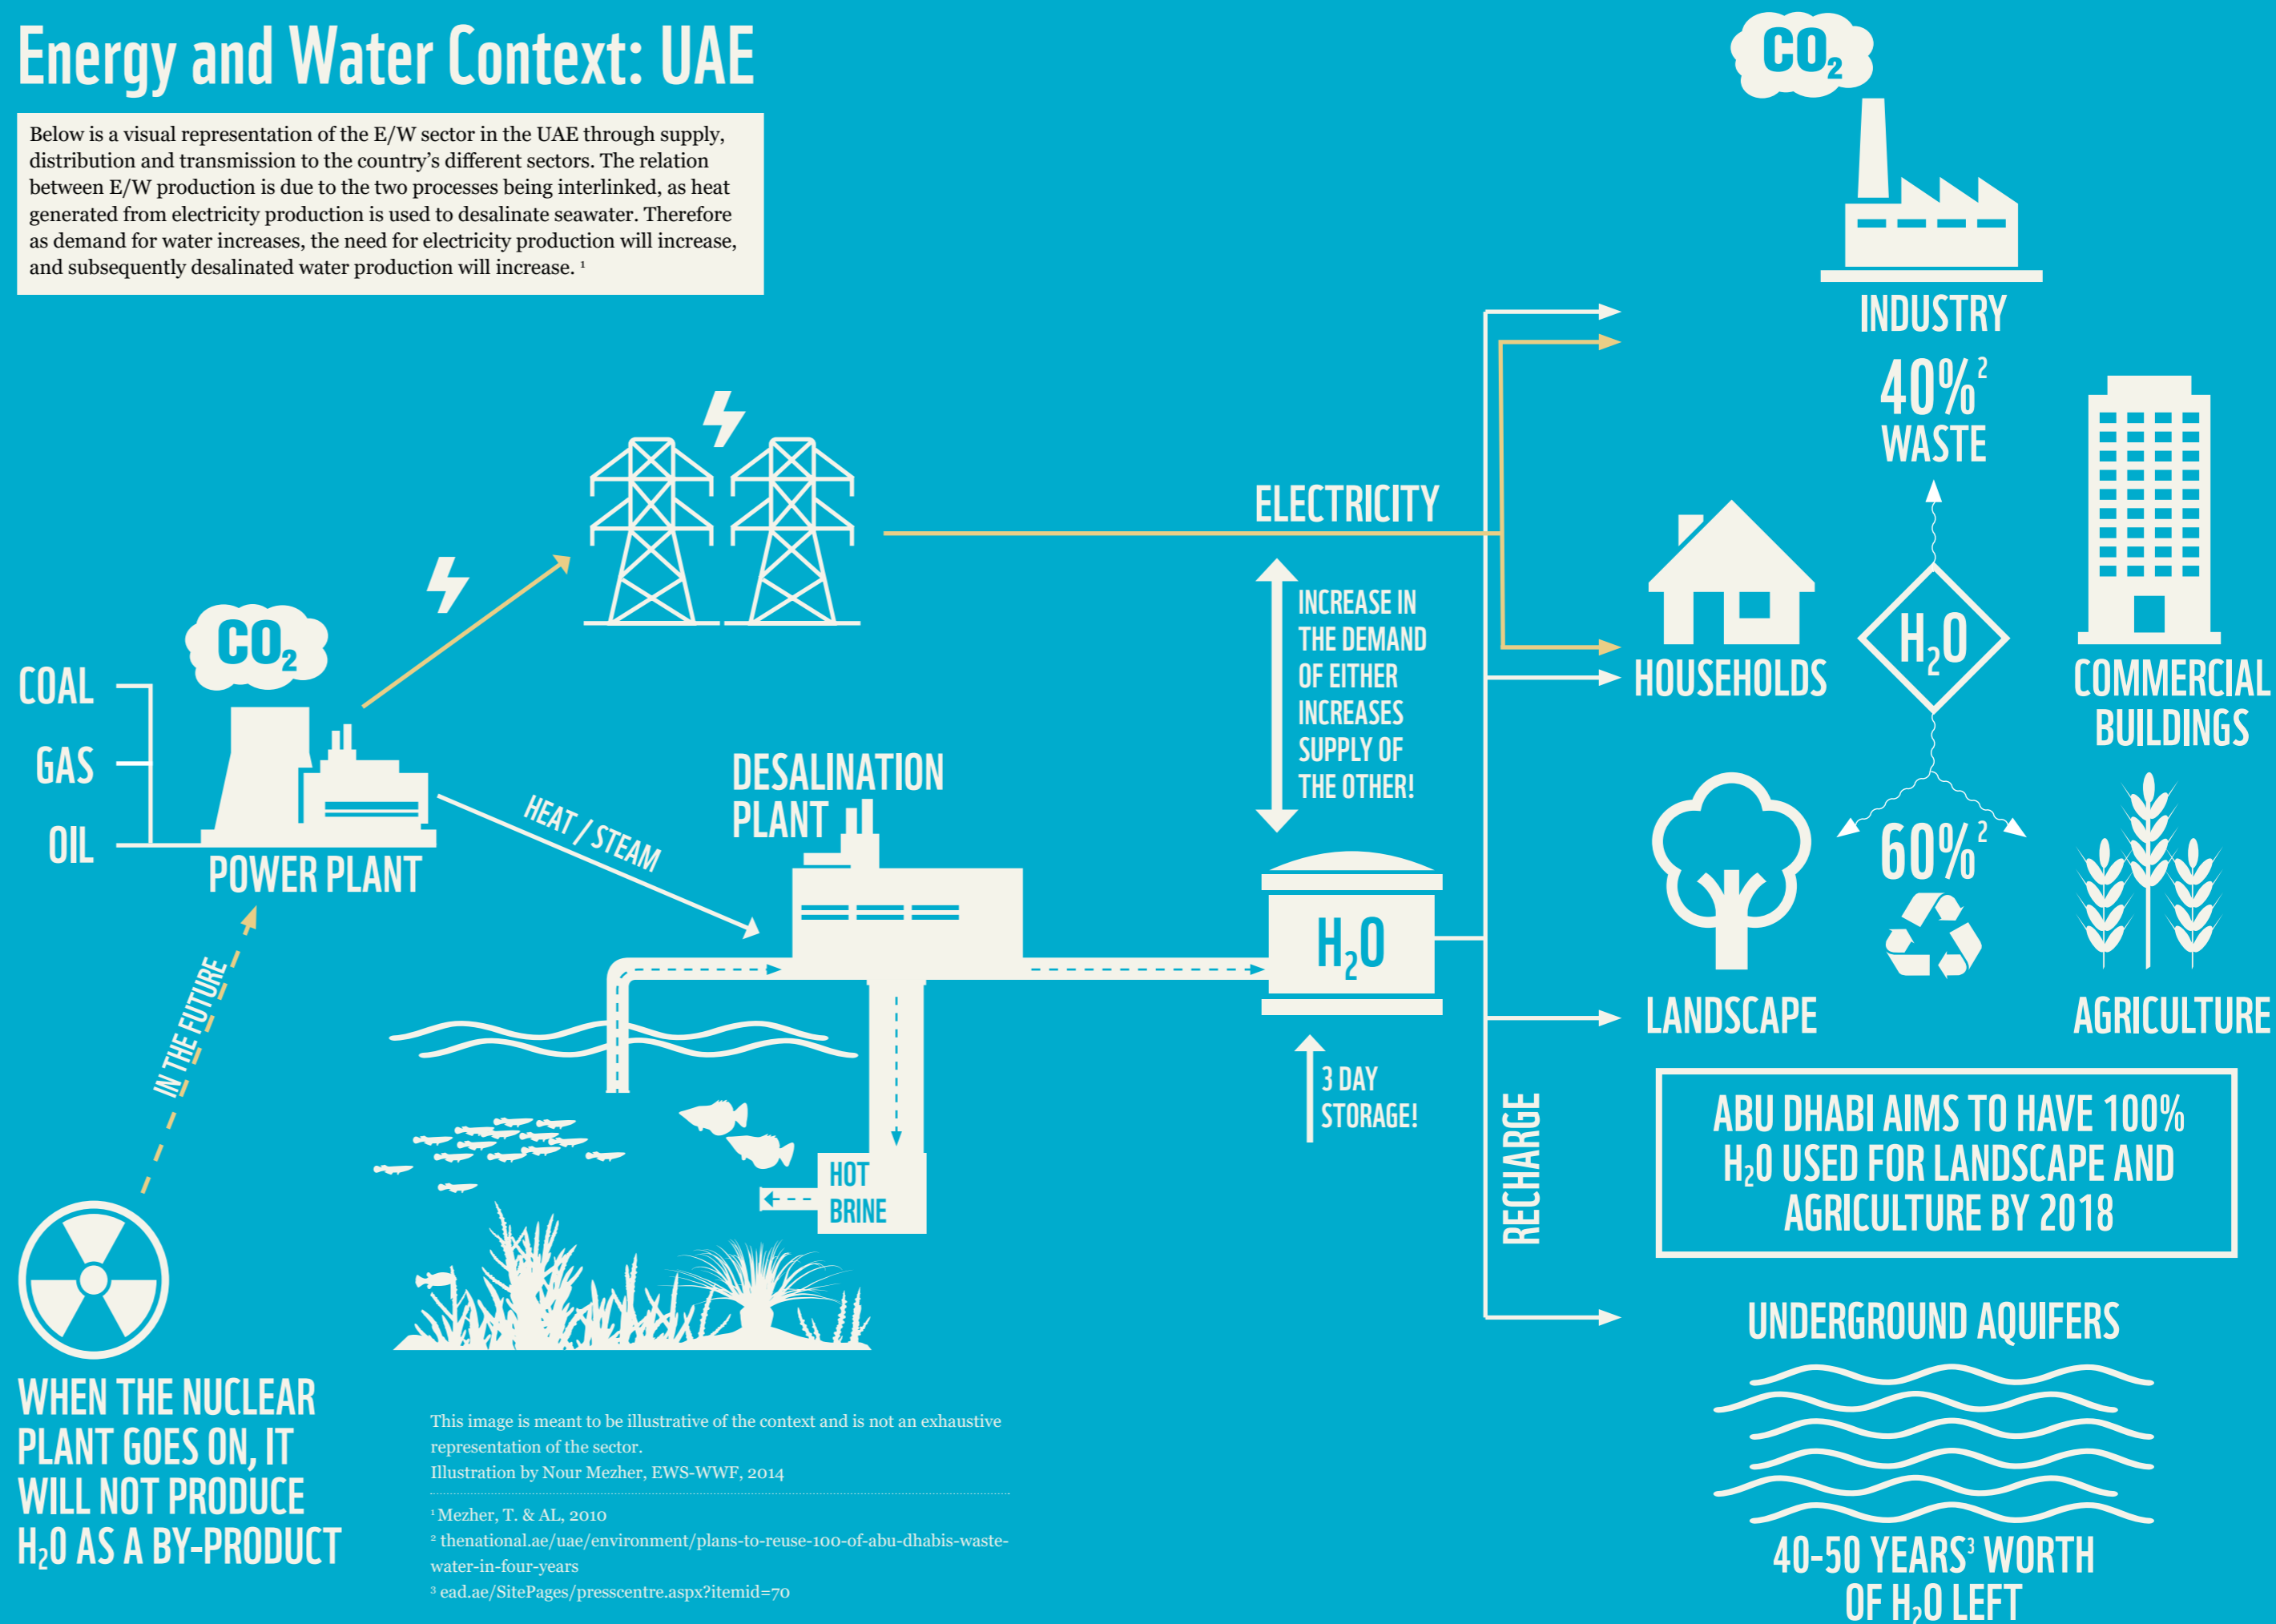 Energy and Water Context: UAE
Below is a visual representation of the E/W sector in the UAE through supply,
distribution and transmission to the country's different sectors. The relation
between E/W production is due to the two processes being interlinked, as heat
generated from electricity production is used to desalinate seawater. Therefore
as demand for water increases, the need for electricity production will increase,
and subsequently desalinated water production will increase. ¹
CO₂
INDUSTRY
40%²
WASTE
ELECTRICITY
INCREASE IN
THE DEMAND
OF EITHER
INCREASES
SUPPLY OF
THE OTHER!
HOUSEHOLDS
H₂O
COMMERCIAL
BUILDINGS
CO₂
COAL
GAS
OIL
POWER PLANT
HEAT / STEAM
DESALINATION
PLANT
H₂O
3 DAY
STORAGE!
60%²
LANDSCAPE
AGRICULTURE
IN THE FUTURE
HOT
BRINE
RECHARGE
ABU DHABI AIMS TO HAVE 100%
H₂O USED FOR LANDSCAPE AND
AGRICULTURE BY 2018
UNDERGROUND AQUIFERS
40-50 YEARS³ WORTH
OF H₂O LEFT
WHEN THE NUCLEAR
PLANT GOES ON, IT
WILL NOT PRODUCE
H₂O AS A BY-PRODUCT
This image is meant to be illustrative of the context and is not an exhaustive
representation of the sector.
Illustration by Nour Mezher, EWS-WWF, 2014
¹ Mezher, T. & AL, 2010
² thenational.ae/uae/environment/plans-to-reuse-100-of-abu-dhabis-waste-
water-in-four-years
³ ead.ae/SitePages/presscentre.aspx?itemid=70